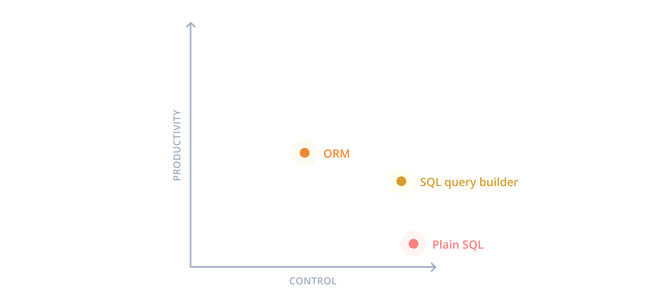 PRODUCTIVITY
ORM
SQL query builder
Plain SQL
CONTROL